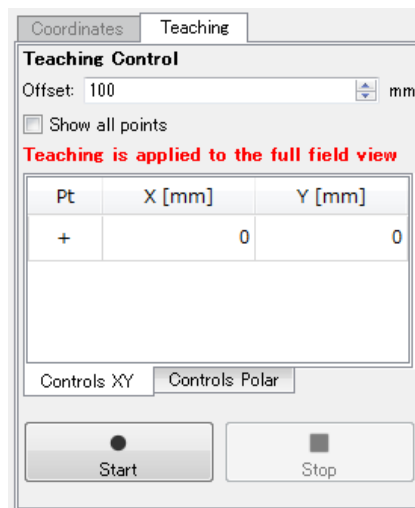 Coordinates Teaching
Teaching Control
Offset: 100 mm
Show all points
Teaching is applied to the full field view
Pt X [mm] Y [mm]
+ 0 0
Controls XY Controls Polar
Start Stop